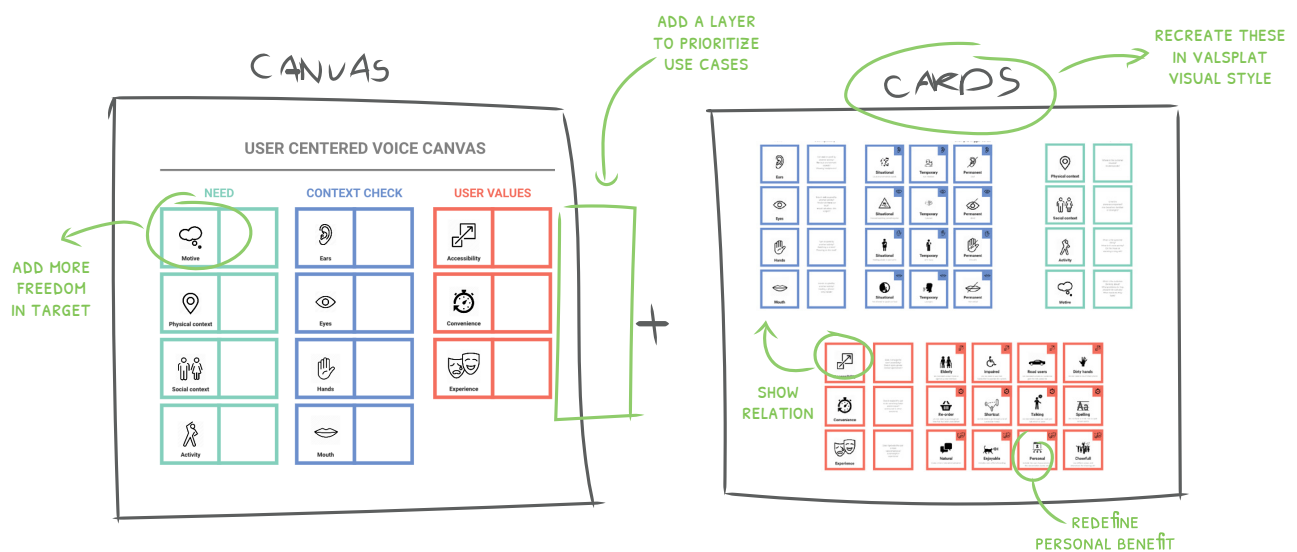 CANVAS
ADD A LAYER
TO PRIORITIZE
USE CASES
CARDS
RECREATE THESE
IN VALSPLAT
VISUAL STYLE
USER CENTERED VOICE CANVAS
NEED
CONTEXT CHECK
USER VALUES
Motive
Ears
Accessibility
Physical context
Eyes
Convenience
Social context
Hands
Experience
Activity
Mouth
ADD MORE
FREEDOM
IN TARGET
+
Ears
Situational
Temporary
Permanent
Physical context
Eyes
Situational
Temporary
Permanent
Social context
Hands
Situational
Temporary
Permanent
Activity
Mouth
Situational
Temporary
Permanent
Motive
SHOW
RELATION
Elderly
Impaired
Road users
Dirty hands
Convenience
Re-order
Shortcut
Talking
Spelling
Experience
Natural
Enjoyable
Personal
Cheerfull
REDEfiNE
PERSONAL BENEfiT